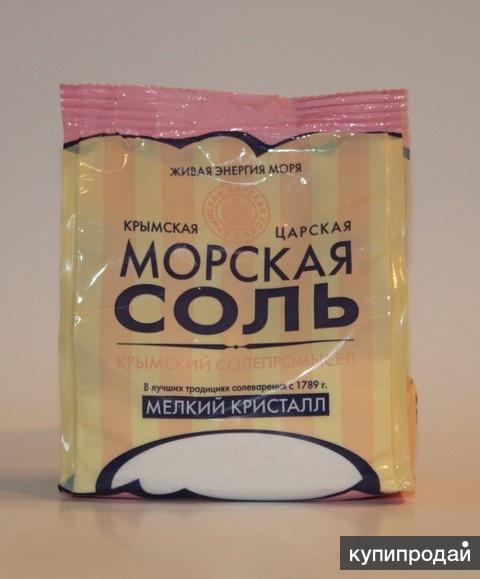 ЖИВАЯ ЭНЕРГИЯ МОРЯ
КРЫМСКАЯ ЦАРСКАЯ
МОРСКАЯ
СОЛЬ
КРЫМСКИЙ СОЛЕПРОМЫСЕЛ
В лучших традициях солеварения с 1789 г.
МЕЛКИЙ КРИСТАЛЛ
купипродай